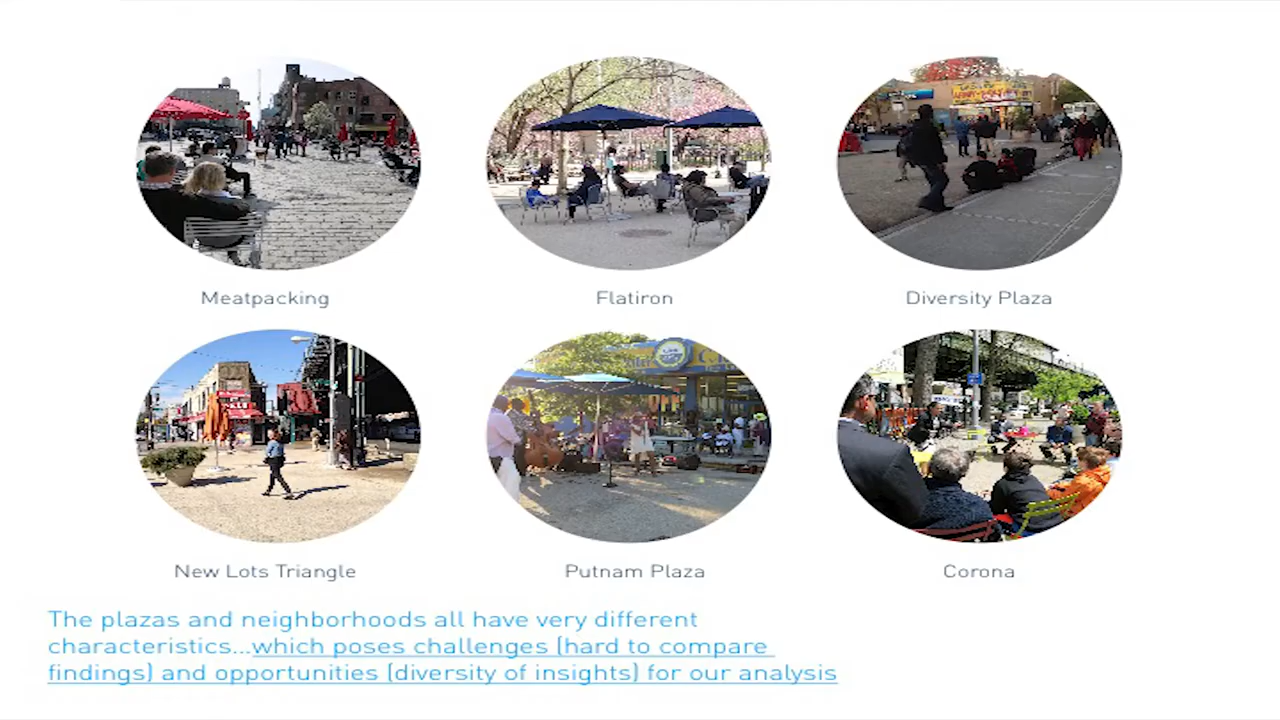 Meatpacking
Flatiron
Diversity Plaza
New Lots Triangle
Putnam Plaza
Corona
The plazas and neighborhoods all have very different
characteristics...which poses challenges (hard to compare
findings) and opportunities (diversity of insights) for our analysis